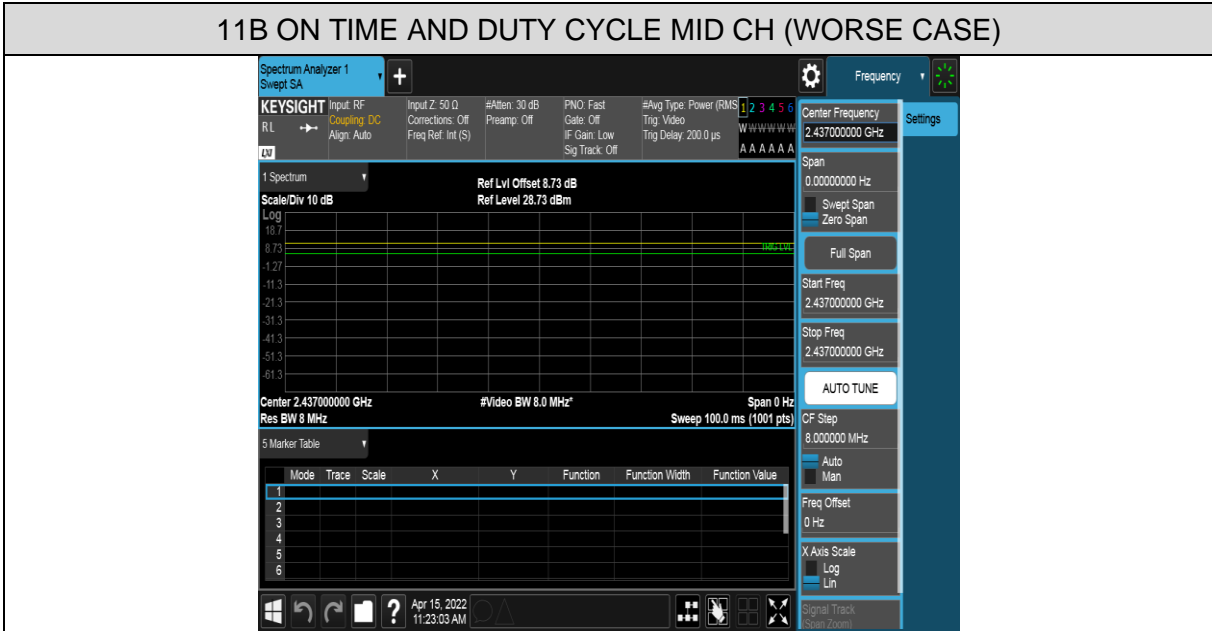 11B ON TIME AND DUTY CYCLE MID CH (WORSE CASE)
Spectrum Analyzer 1
Swept SA
+
Frequency
KEYSIGHT
RL
LXI
Input: RF
Coupling: DC
Align: Auto
Input Z: 50 Ω
Corrections: Off
Freq Ref: Int (S)
#Atten: 30 dB
Preamp: Off
PNO: Fast
Gate: Off
IF Gain: Low
Sig Track: Off
#Avg Type: Power (RMS
Trig: Video
Trig Delay: 200.0 µs
1 2 3 4 5 6
W W W W W W
A A A A A A
1 Spectrum
Scale/Div 10 dB
Ref Lvl Offset 8.73 dB
Ref Level 28.73 dBm
Log
18.7
8.73
-1.27
-11.3
-21.3
-31.3
-41.3
-51.3
-61.3
TRIG LVL
Center 2.437000000 GHz
Res BW 8 MHz
#Video BW 8.0 MHz*
Span 0 Hz
Sweep 100.0 ms (1001 pts)
5 Marker Table
Mode Trace Scale X Y Function Function Width Function Value
1
2
3
4
5
6
Apr 15, 2022
11:23:03 AM
?
Settings
Center Frequency
2.437000000 GHz
Span
0.00000000 Hz
Swept Span
Zero Span
Full Span
Start Freq
2.437000000 GHz
Stop Freq
2.437000000 GHz
AUTO TUNE
CF Step
8.000000 MHz
Auto
Man
Freq Offset
0 Hz
X Axis Scale
Log
Lin
Signal Track
(Span Zoom)